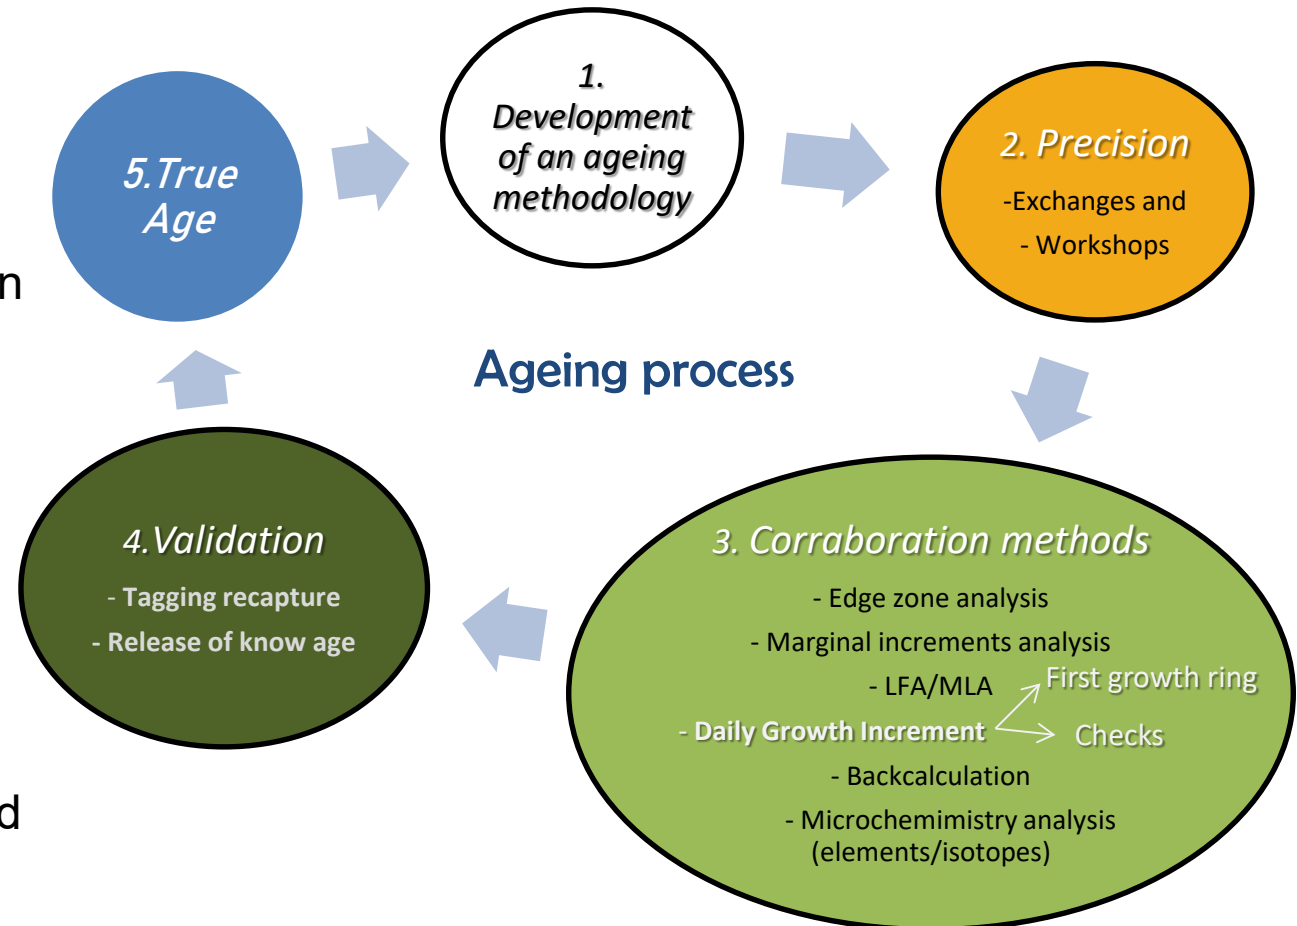 1.
Development
of an ageing
methodology
2. Precision
-Exchanges and
- Workshops
5.True
Age
n
Ageing process
4.Validation
- Tagging recapture
- Release of know age
3. Corraboration methods
- Edge zone analysis
- Marginal increments analysis
- LFA/MLA
First growth ring
- Daily Growth Increment
Checks
- Backcalculation
- Microchemimistry analysis
(elements/isotopes)
d